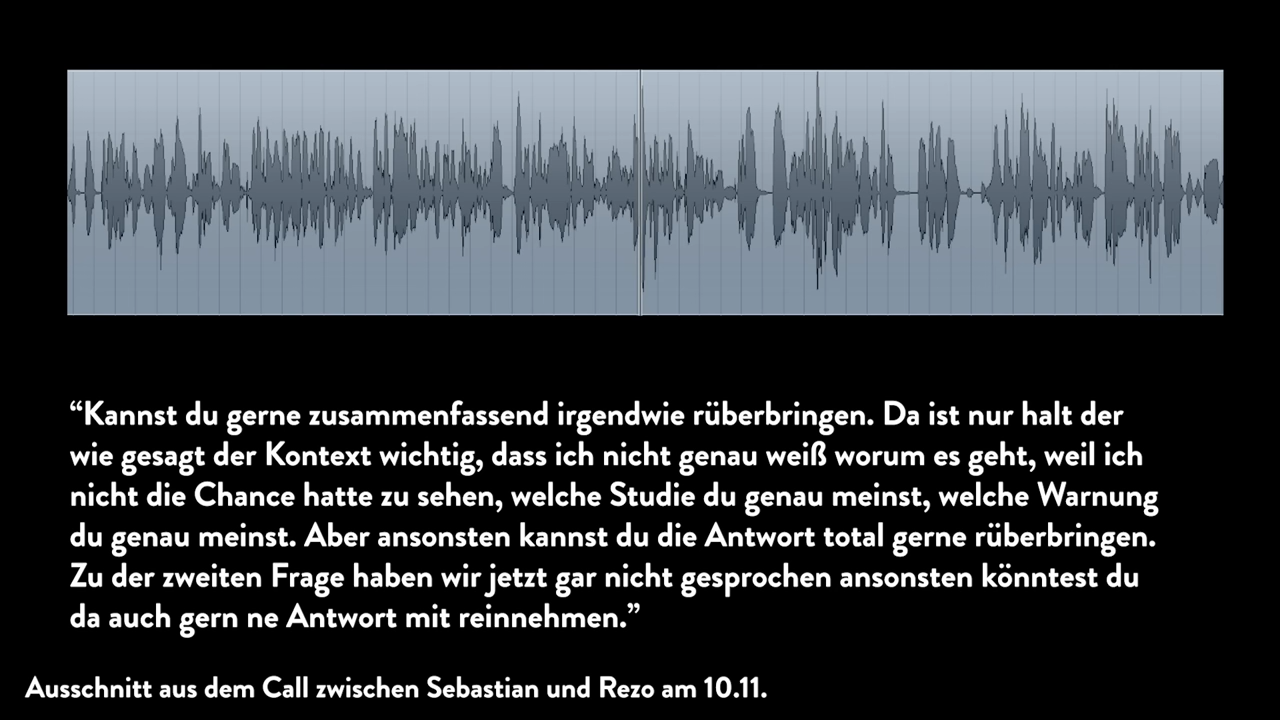 “Kannst du gerne zusammenfassend irgendwie rüberbringen. Da ist nur halt der
wie gesagt der Kontext wichtig, dass ich nicht genau weiß worum es geht, weil ich
nicht die Chance hatte zu sehen, welche Studie du genau meinst, welche Warnung
du genau meinst. Aber ansonsten kannst du die Antwort total gerne rüberbringen.
Zu der zweiten Frage haben wir jetzt gar nicht gesprochen ansonsten könntest du
da auch gern ne Antwort mit reinnehmen.”
Ausschnitt aus dem Call zwischen Sebastian und Rezo am 10.11.